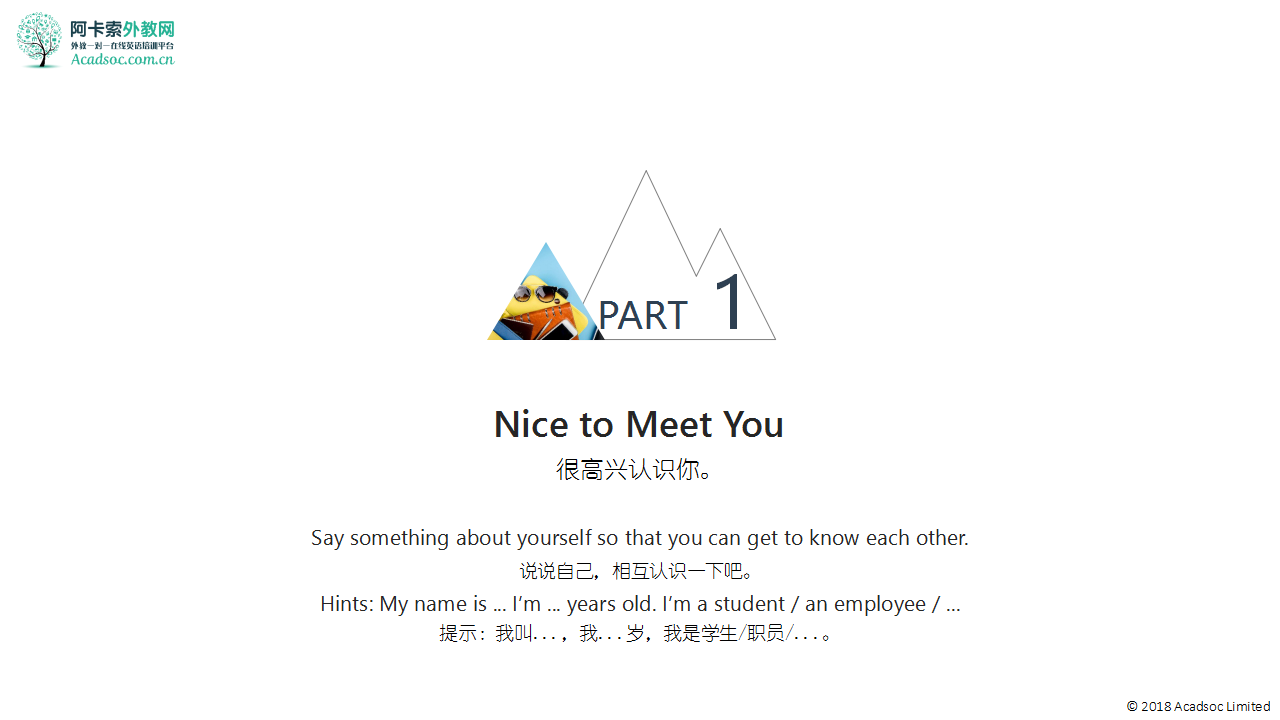 阿卡索外教网
外教一对一在线英语培训平台
Acadsoc.com.cn
PART 1
Nice to Meet You
很高兴认识你。
Say something about yourself so that you can get to know each other.
说说自己，相互认识一下吧。
Hints: My name is ... I’m ... years old. I’m a student / an employee / ...
提示：我叫...，我...岁，我是学生/职员/...。
© 2018 Acadsoc Limited